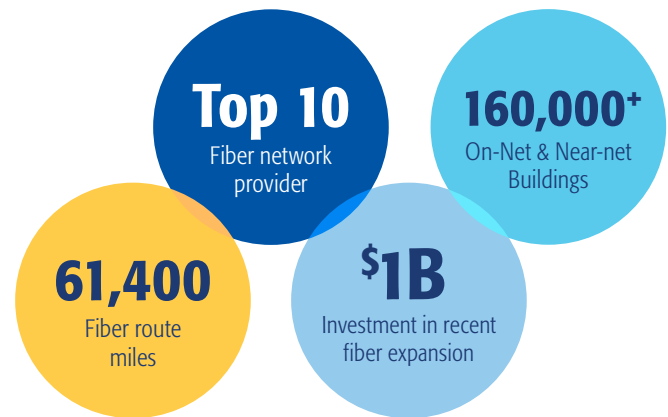 Top 10
Fiber network
provider
160,000+
On-Net & Near-net
Buildings
61,400
Fiber route
miles
$1B
Investment in recent
fiber expansion